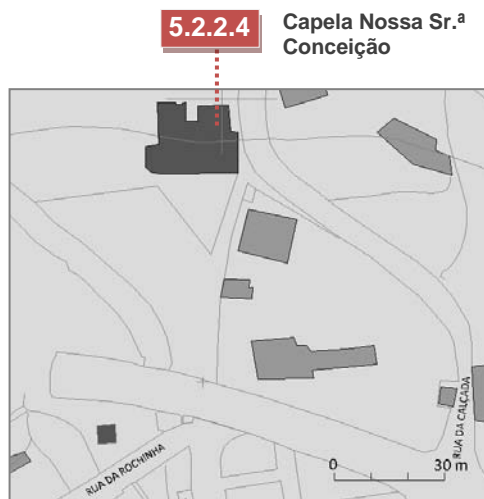 5.2.2.4
Capela Nossa Sr.ª
Conceição
RUA DA CALÇADA
RUA DA ROCHINHA
0 30 m